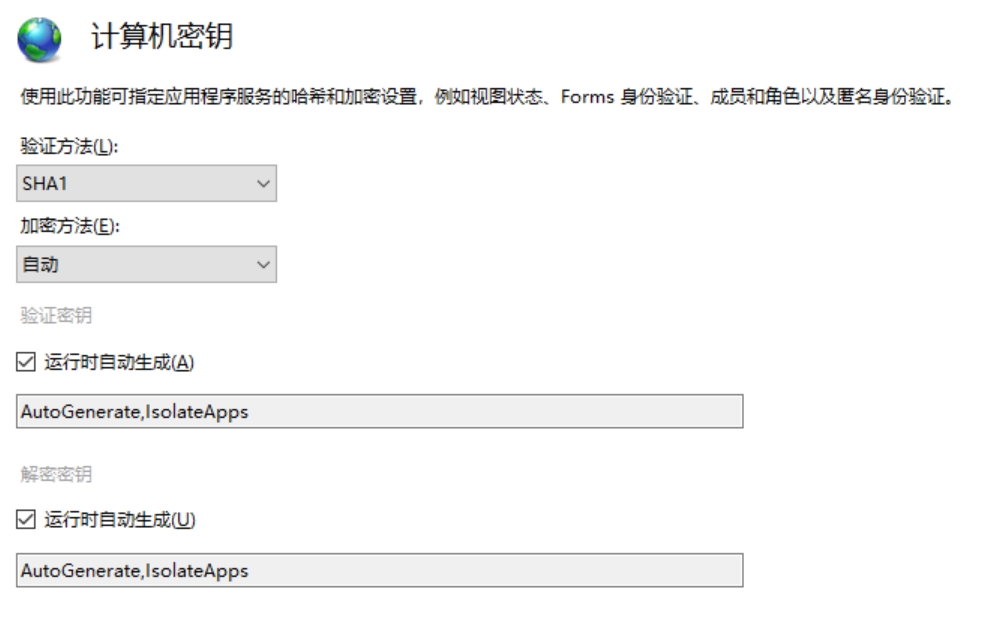 计算机密钥
使用此功能可指定应用程序服务的哈希和加密设置，例如视图状态、Forms 身份验证、成员和角色以及匿名身份验证。
验证方法(L):
SHA1
加密方法(E):
自动
验证密钥
运行时自动生成(A)
AutoGenerate,IsolateApps
解密密钥
运行时自动生成(U)
AutoGenerate,IsolateApps